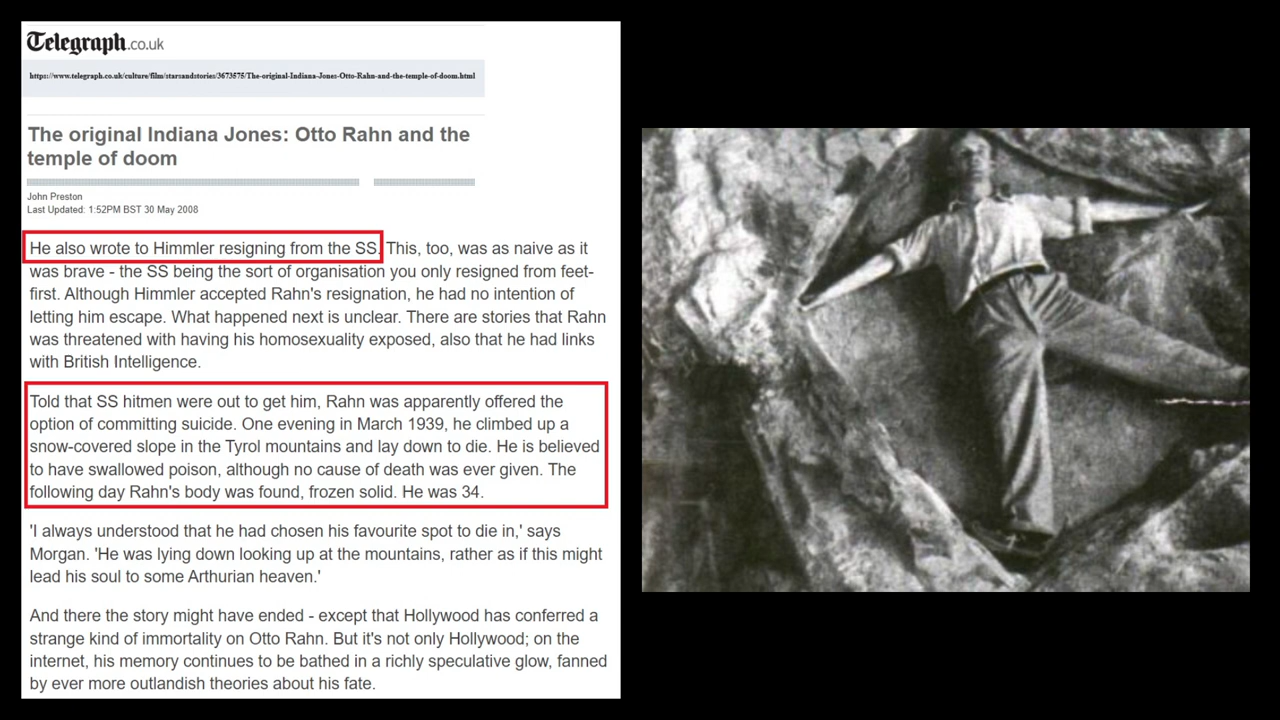 Telegraph.co.uk
https://www.telegraph.co.uk/culture/film/starsandstories/3673575/The-original-Indiana-Jones-Otto-Rahn-and-the-temple-of-doom.html
The original Indiana Jones: Otto Rahn and the
temple of doom
John Preston
Last Updated: 1:52PM BST 30 May 2008
He also wrote to Himmler resigning from the SS. This, too, was as naive as it
was brave - the SS being the sort of organisation you only resigned from feet-
first. Although Himmler accepted Rahn's resignation, he had no intention of
letting him escape. What happened next is unclear. There are stories that Rahn
was threatened with having his homosexuality exposed, also that he had links
with British Intelligence.
Told that SS hitmen were out to get him, Rahn was apparently offered the
option of committing suicide. One evening in March 1939, he climbed up a
snow-covered slope in the Tyrol mountains and lay down to die. He is believed
to have swallowed poison, although no cause of death was ever given. The
following day Rahn's body was found, frozen solid. He was 34.
'I always understood that he had chosen his favourite spot to die in,' says
Morgan. 'He was lying down looking up at the mountains, rather as if this might
lead his soul to some Arthurian heaven.'
And there the story might have ended - except that Hollywood has conferred a
strange kind of immortality on Otto Rahn. But it's not only Hollywood; on the
internet, his memory continues to be bathed in a richly speculative glow, fanned
by ever more outlandish theories about his fate.